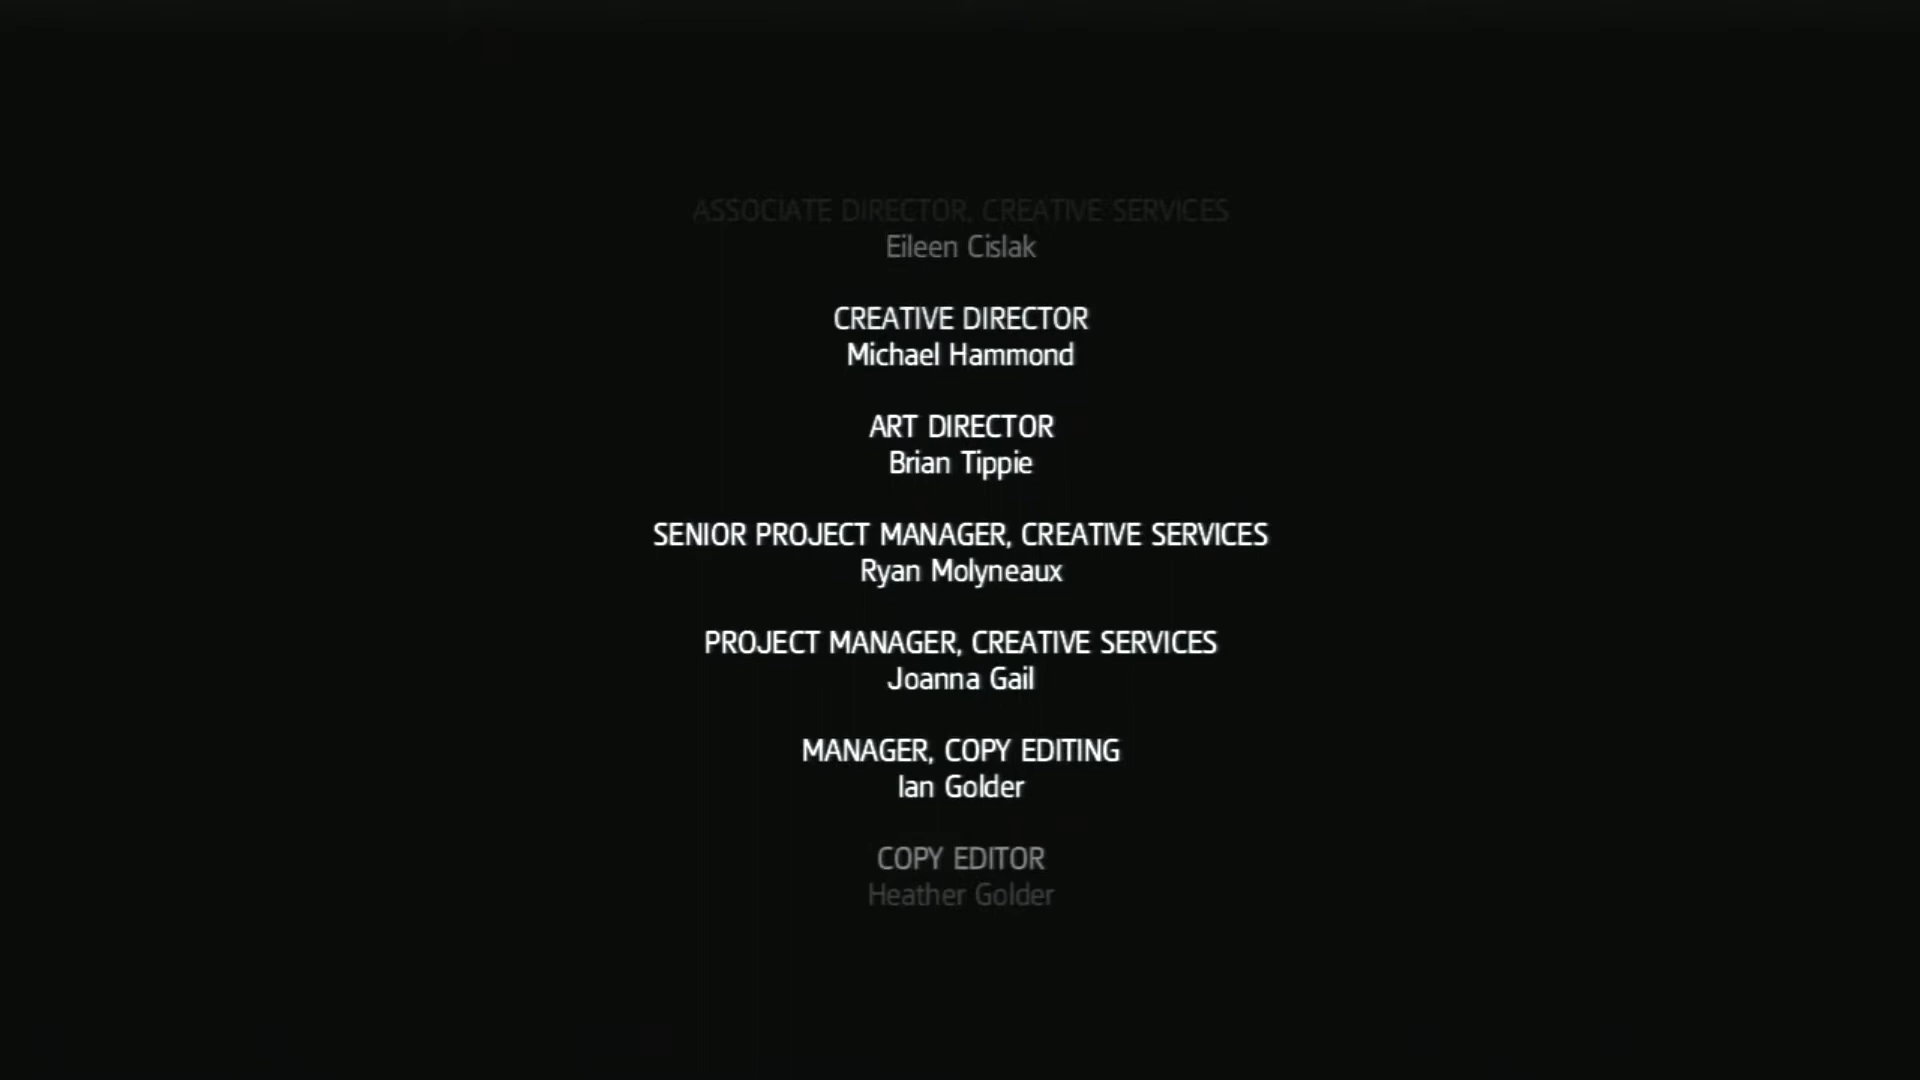 ASSOCIATE DIRECTOR, CREATIVE SERVICES
Eileen Cislak
CREATIVE DIRECTOR
Michael Hammond
ART DIRECTOR
Brian Tippie
SENIOR PROJECT MANAGER, CREATIVE SERVICES
Ryan Molyneaux
PROJECT MANAGER, CREATIVE SERVICES
Joanna Gail
MANAGER, COPY EDITING
Ian Golder
COPY EDITOR
Heather Golder